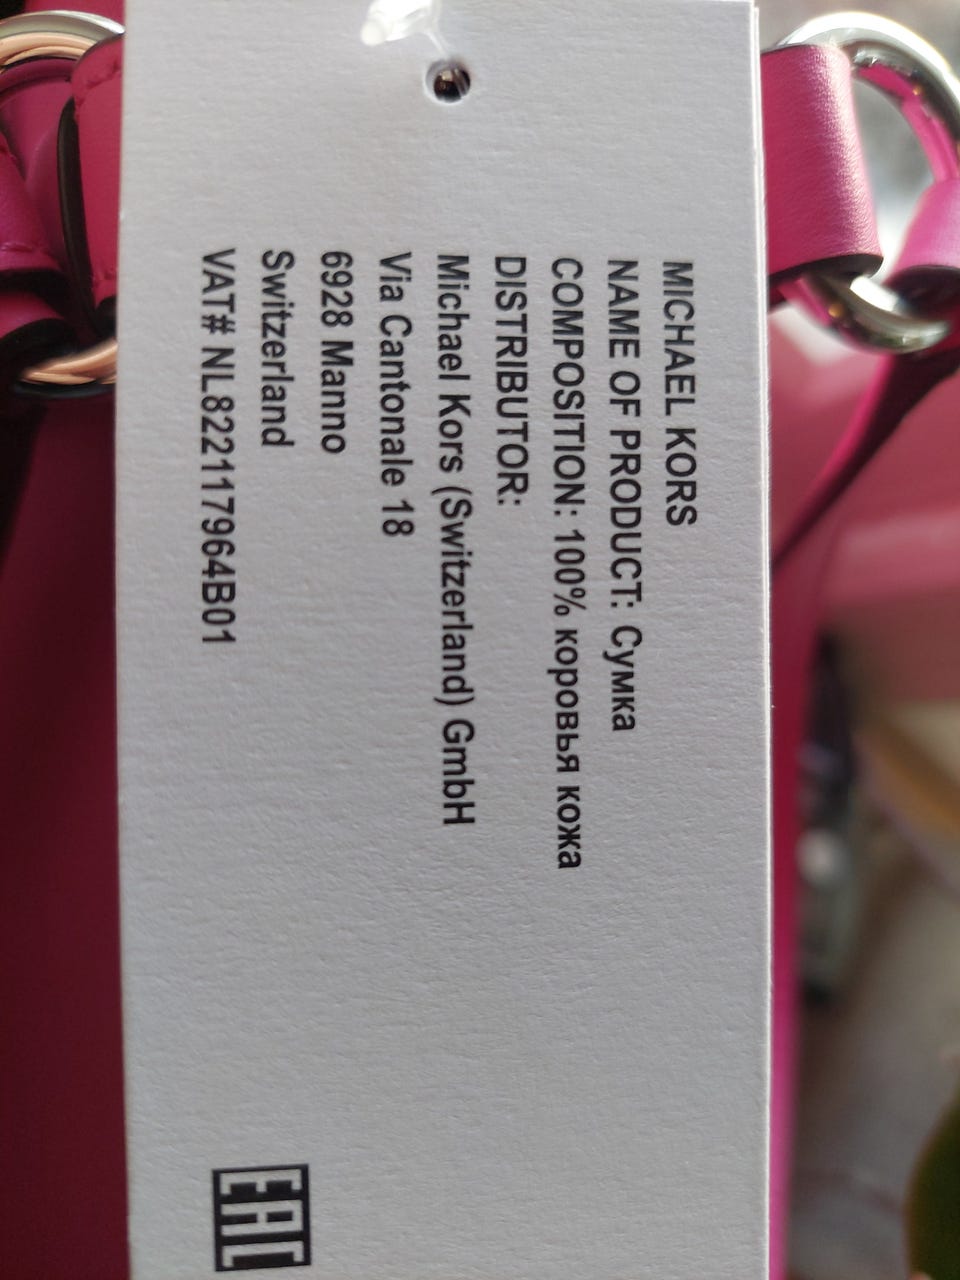 MICHAEL KORS
NAME OF PRODUCT: Сумка
COMPOSITION: 100% коровья кожа
DISTRIBUTOR:
Michael Kors (Switzerland) GmbH
Via Cantonale 18
6928 Manno
Switzerland
VAT# NL822117964B01
EAC